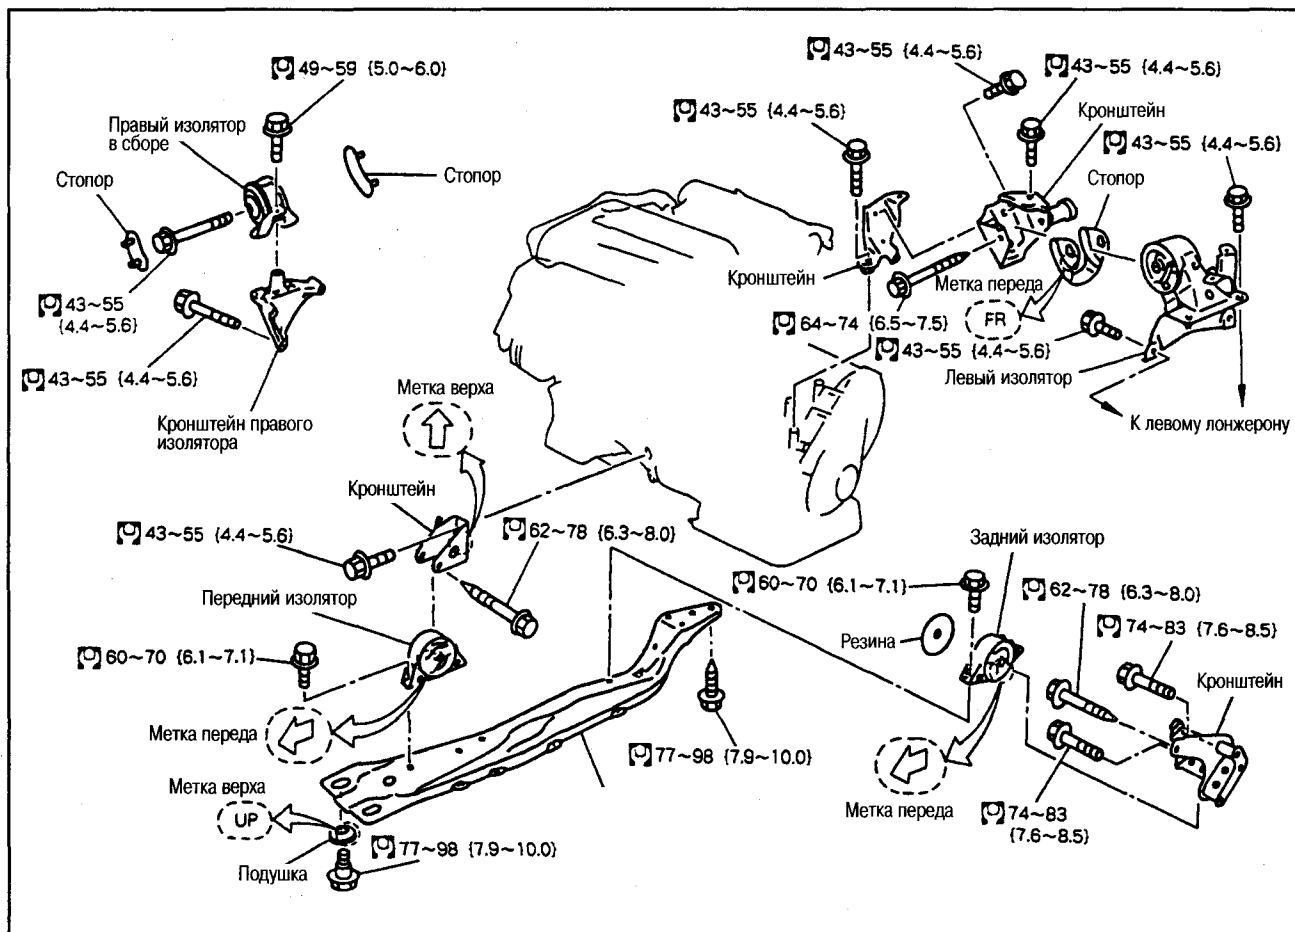 49~59 {5.0~6.0}
Правый изолятор
в сборе
Стопор
Стопор
43~55
{4.4~5.6}
43~55 {4.4~5.6}
Кронштейн правого
изолятора
43~55 {4.4~5.6}
43~55 {4.4~5.6}
43~55 {4.4~5.6}
Кронштейн
43~55 {4.4~5.6}
Стопор
Кронштейн
Метка переда
FR
64~74 {6.5~7.5}
43~55 {4.4~5.6}
Левый изолятор
К левому лонжерону
Метка верха
Кронштейн
43~55 {4.4~5.6}
62~78 {6.3~8.0}
Передний изолятор
60~70 {6.1~7.1}
Метка переда
Метка верха
UP
Подушка
77~98 {7.9~10.0}
77~98 {7.9~10.0}
Задний изолятор
60~70 {6.1~7.1}
Резина
62~78 {6.3~8.0}
74~83 {7.6~8.5}
Кронштейн
Метка переда
74~83
{7.6~8.5}